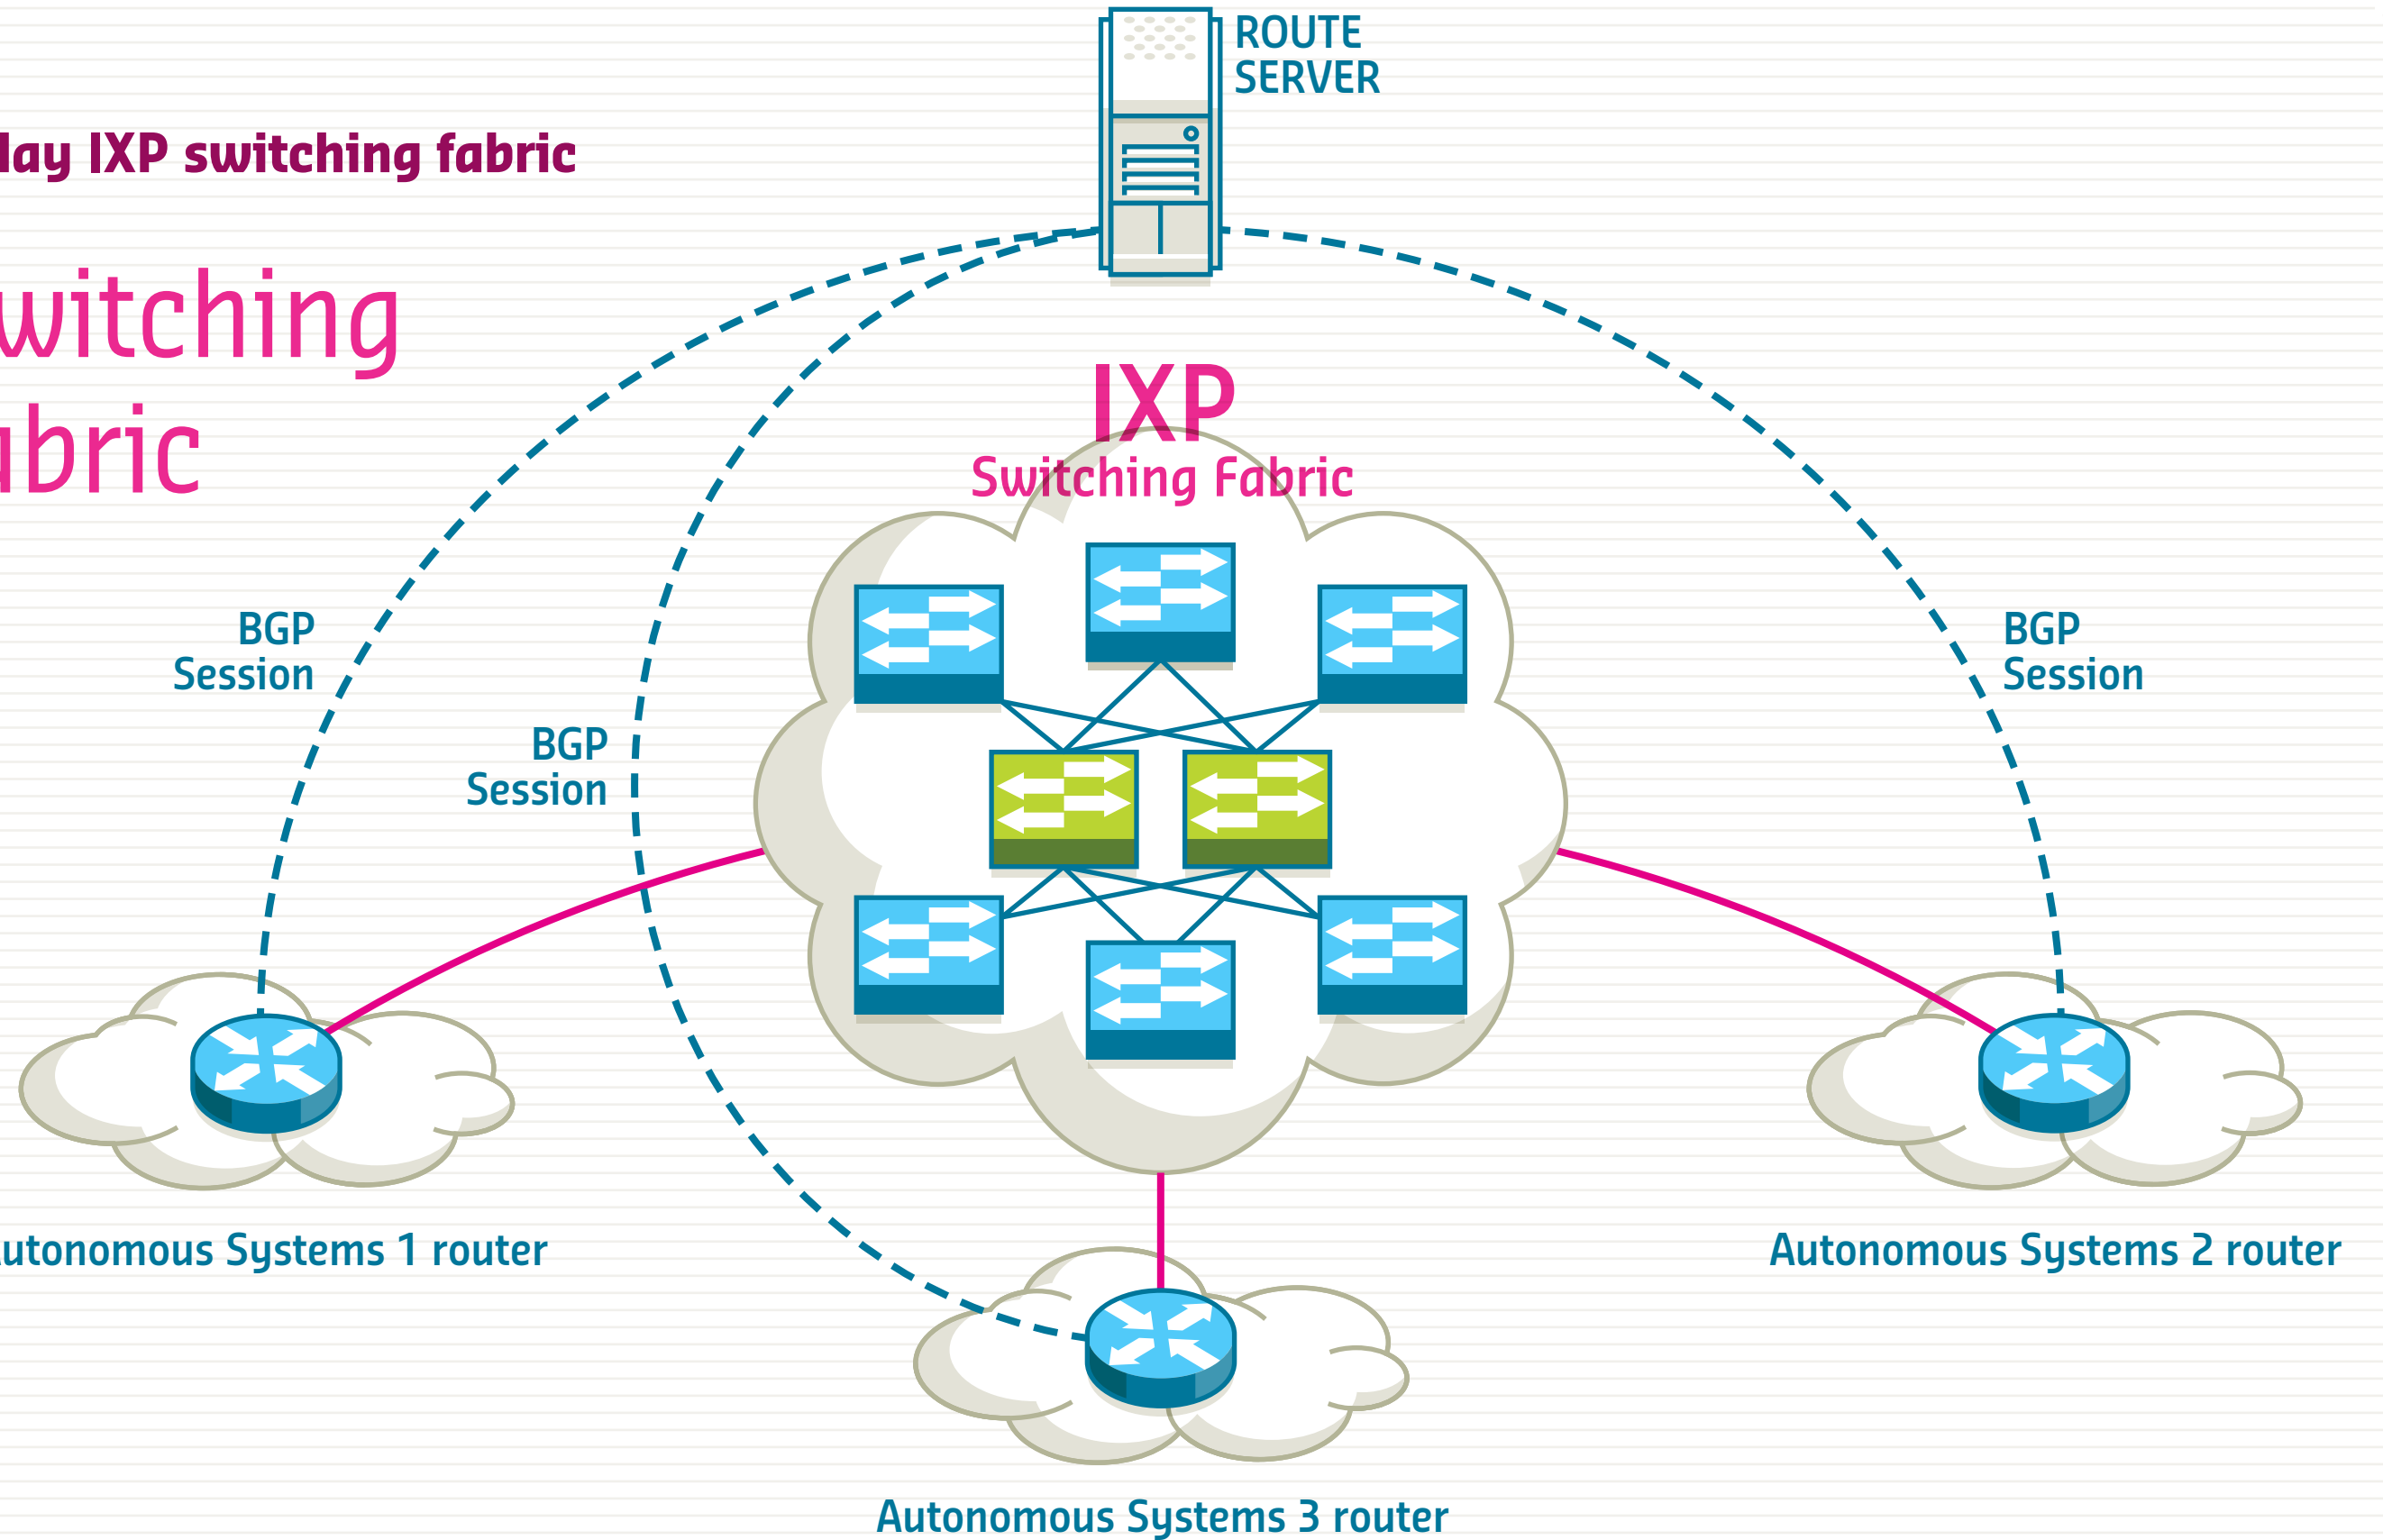 ROUTE
SERVER
lay IXP switching fabric
witching
abric
IXP
Switching Fabric
BGP
Session
BGP
Session
BGP
Session
utonomous Systems 1 router
Autonomous Systems 2 router
Autonomous Systems 3 router